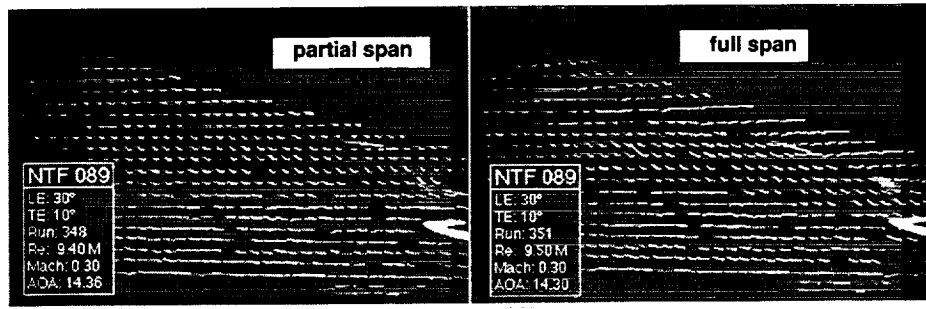 partial span
NTF 089
LE: 30°
TE: 10°
Run: 348
Re: 9.40 M
Mach: 0.30
AOA: 14.36
full span
NTF 089
LE: 30°
TE: 10°
Run: 351
Re: 9.50 M
Mach: 0.30
AOA: 14.30